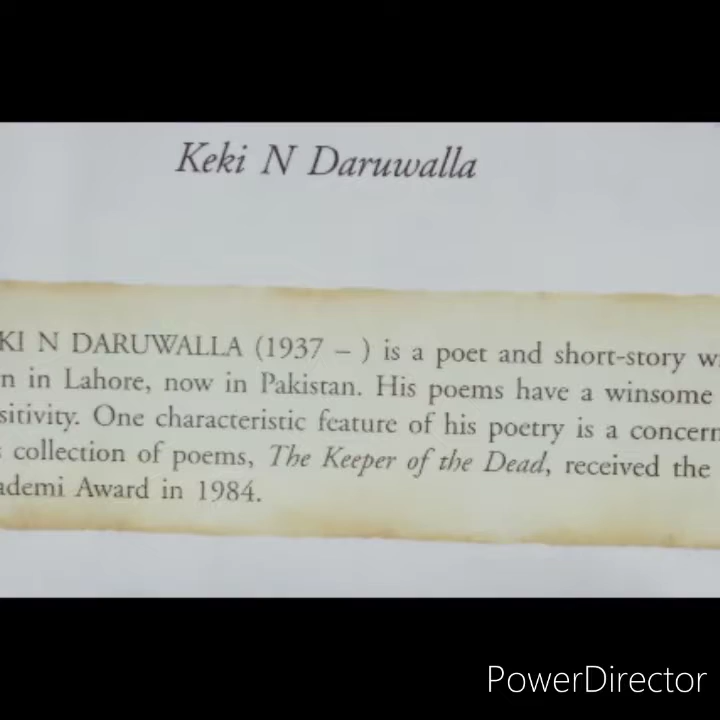 Keki N Daruwalla
KI N DARUWALLA (1937 – ) is a poet and short-story w
n in Lahore, now in Pakistan. His poems have a winsome
sitivity. One characteristic feature of his poetry is a concern
s collection of poems, The Keeper of the Dead, received the
ademi Award in 1984.
PowerDirector